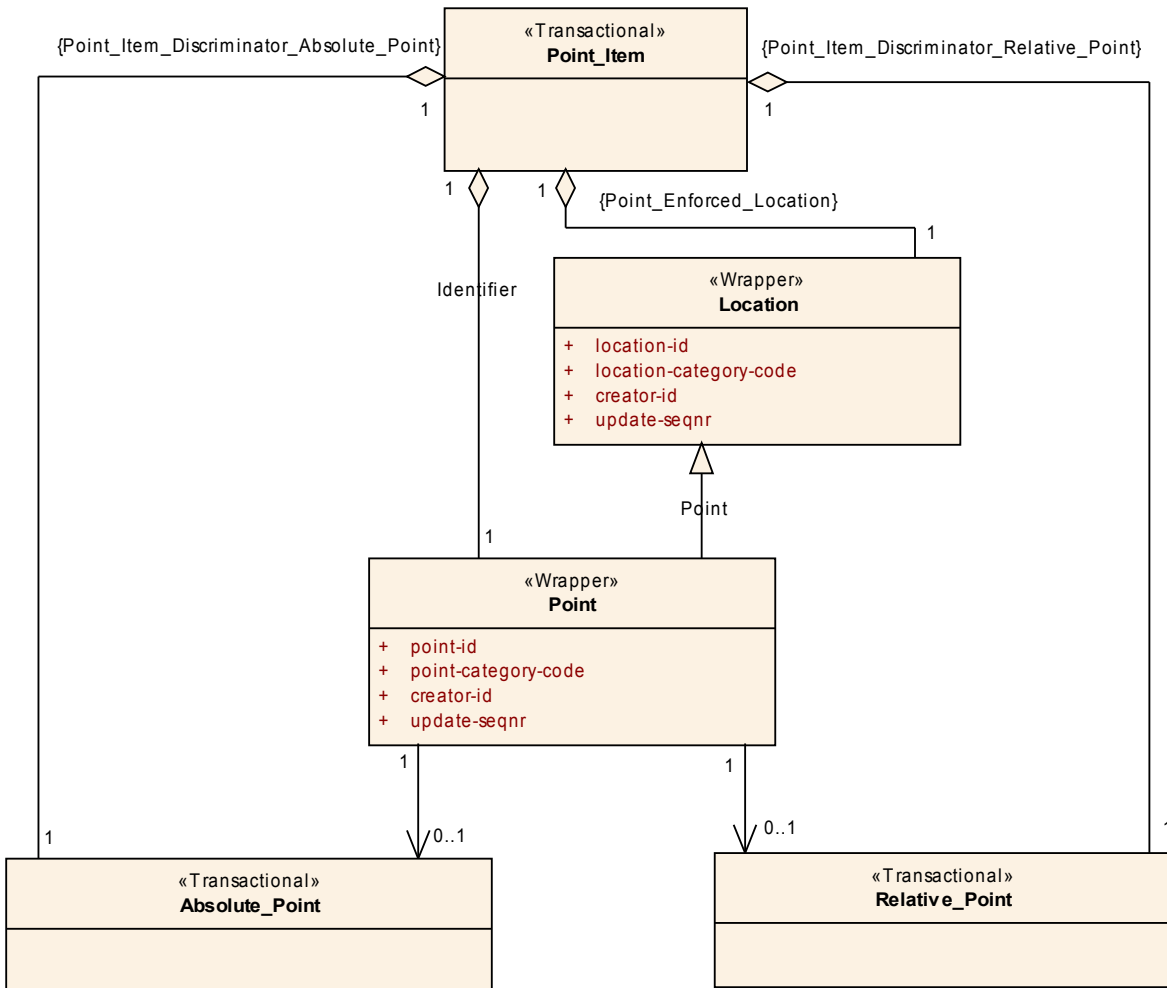 {Point_Item_Discriminator_Absolute_Point}
«Transactional»
Point_Item
{Point_Item_Discriminator_Relative_Point}
1
1
1
1
{Point_Enforced_Location}
1
Identifier
«Wrapper»
Location
+ location-id
+ location-category-code
+ creator-id
+ update-seqnr
Point
1
«Wrapper»
Point
+ point-id
+ point-category-code
+ creator-id
+ update-seqnr
1
1
1
0..1
0..1
1
«Transactional»
Absolute_Point
«Transactional»
Relative_Point